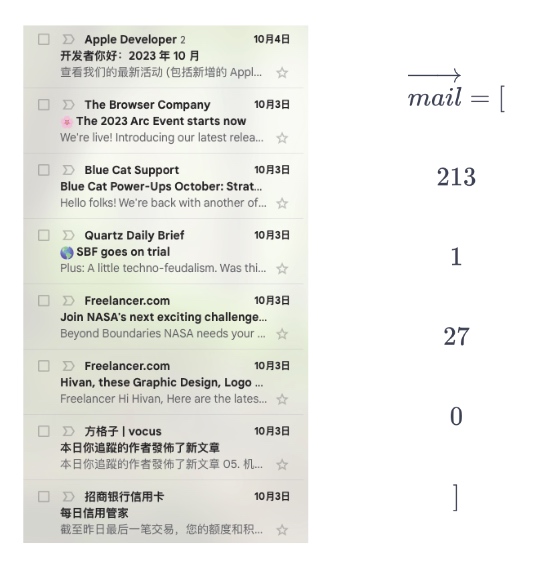 Apple Developer 2 10月4日
开发者你好：2023 年 10 月
查看我们的最新活动 (包括新增的 Appl...
The Browser Company 10月3日
🌸 The 2023 Arc Event starts now
We're live! Introducing our latest relea...
Blue Cat Support 10月3日
Blue Cat Power-Ups October: Strat...
Hello folks! We're back with another of...
Quartz Daily Brief 10月3日
🌎 SBF goes on trial
Plus: A little techno-feudalism. Was thi...
Freelancer.com 10月3日
Join NASA's next exciting challenge...
Beyond Boundaries NASA needs your ...
Freelancer.com 10月3日
Hivan, these Graphic Design, Logo ...
Freelancer Hi Hivan, Here are the lates...
方格子 | vocus 10月3日
本日你追蹤的作者發佈了新文章
本日你追蹤的作者發佈了新文章 05. 机...
招商银行信用卡 10月3日
每日信用管家
截至昨日最后一笔交易，您的额度和积...
mail = [
213
1
27
0
]